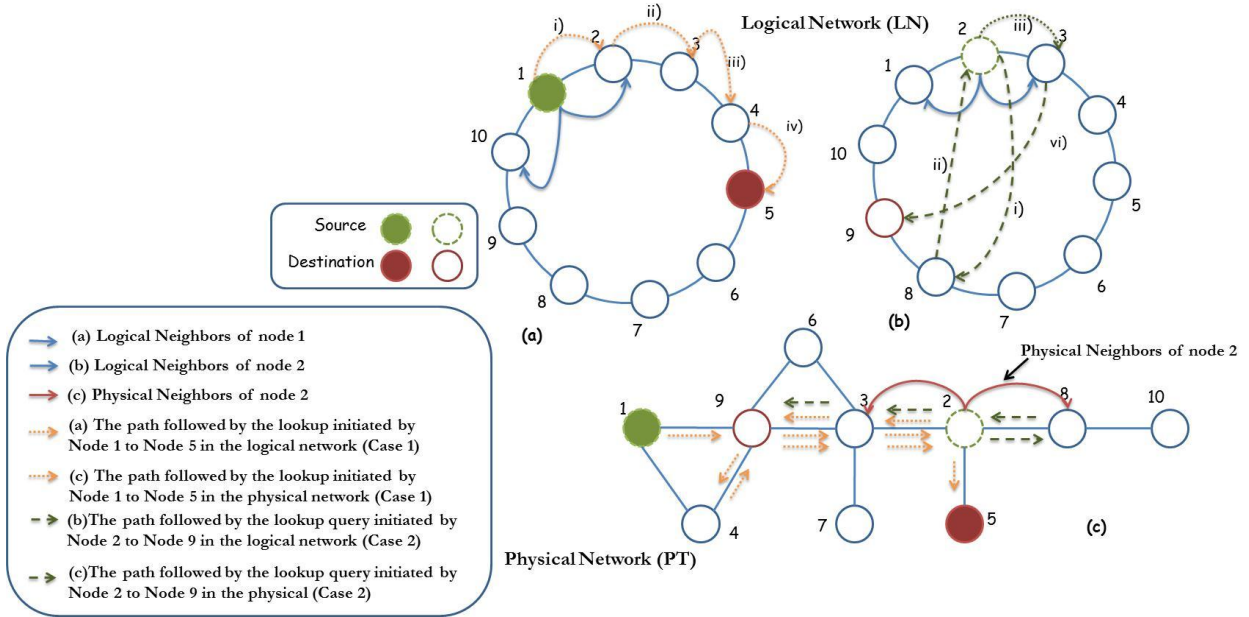 Logical Network (LN)
i)
ii)
iii)
iv)
1
2
3
4
5
6
7
8
9
10
(a)
iii)
ii)
i)
vi)
1
2
3
4
5
6
7
8
9
10
(b)
Source
Destination
(a) Logical Neighbors of node 1
(b) Logical Neighbors of node 2
(c) Physical Neighbors of node 2
(a) The path followed by the lookup initiated by
Node 1 to Node 5 in the logical network (Case 1)
(c) The path followed by the lookup initiated by
Node 1 to Node 5 in the physical network (Case 1)
(b)The path followed by the lookup query initiated by
Node 2 to Node 9 in the logical network (Case 2)
(c)The path followed by the lookup query initiated by
Node 2 to Node 9 in the physical (Case 2)
Physical Neighbors of node 2
6
1
9
3
2
8
10
4
7
5
(c)
Physical Network (PT)